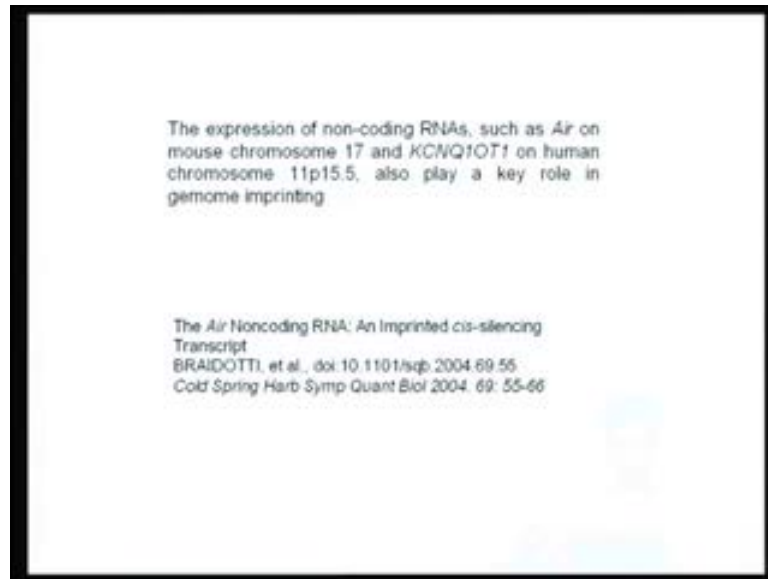 The expression of non-coding RNAs, such as Air on
mouse chromosome 17 and KCNQ1OT1 on human
chromosome 11p15.5, also play a key role in
gemome imprinting
The Air Noncoding RNA: An Imprinted cis-silencing
Transcript
BRAIDOTTI, et al., doi:10.1101/sqb.2004.69.55
Cold Spring Harb Symp Quant Biol 2004. 69: 55-66